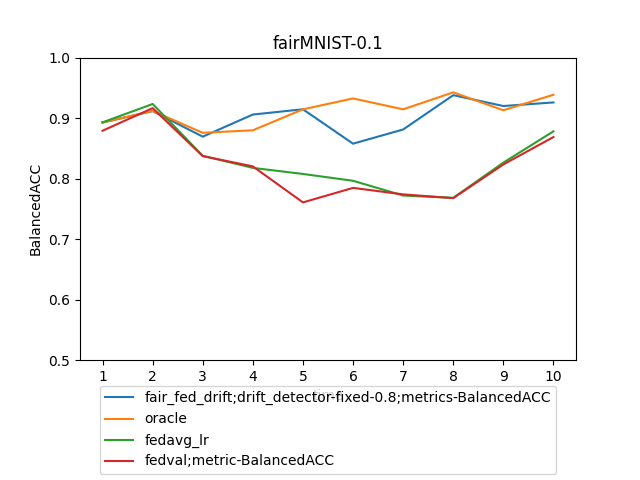 fairMNIST-0.1
BalancedACC
1.0
0.9
0.8
0.7
0.6
0.5
1 2 3 4 5 6 7 8 9 10
fair_fed_drift;drift_detector-fixed-0.8;metrics-BalancedACC
oracle
fedavg_lr
fedval;metric-BalancedACC